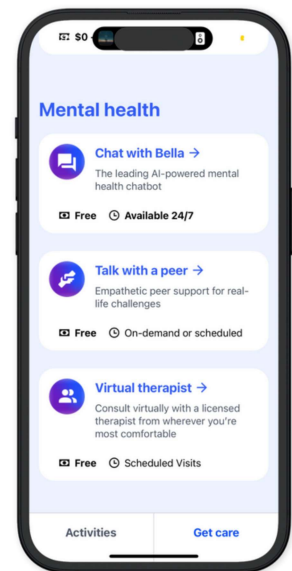 $0
Mental health
Chat with Bella →
The leading AI-powered mental
health chatbot
Free Available 24/7
Talk with a peer →
Empathetic peer support for real-
life challenges
Free On-demand or scheduled
Virtual therapist →
Consult virtually with a licensed
therapist from wherever you're
most comfortable
Free Scheduled Visits
Activities Get care